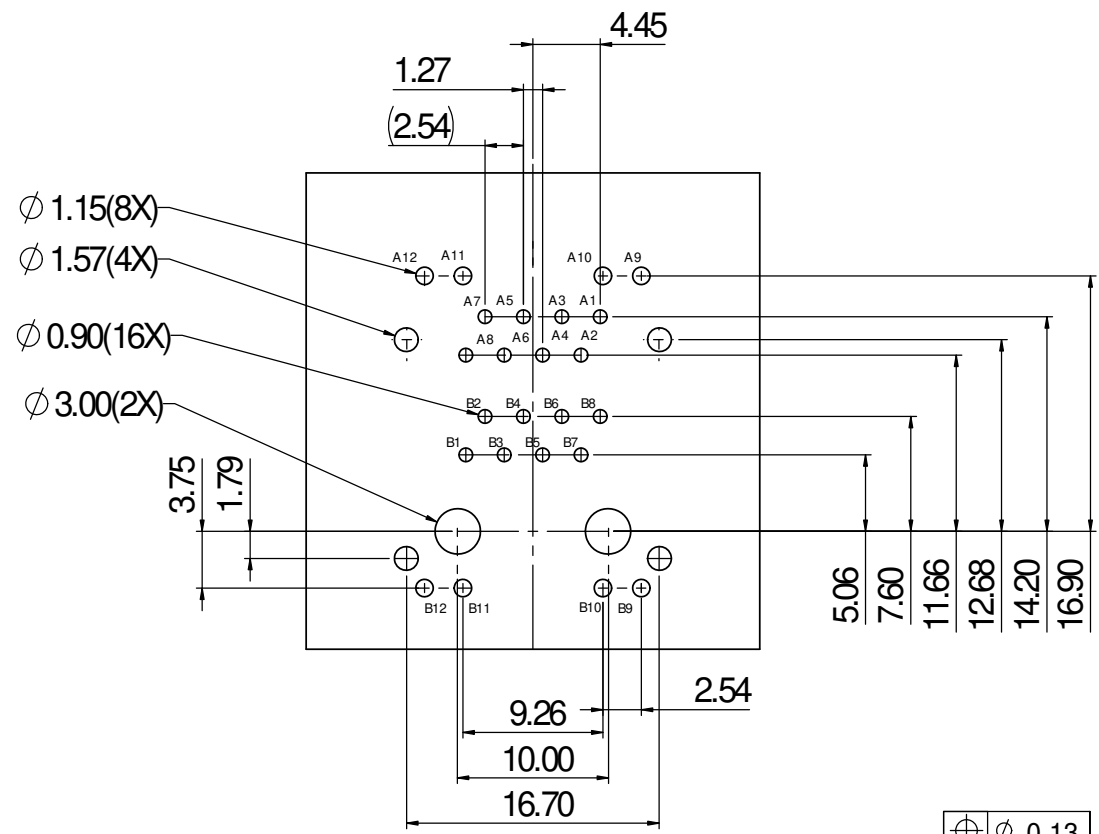 4.45
1.27
(2.54)
∅ 1.15(8X)
∅ 1.57(4X)
∅ 0.90(16X)
∅ 3.00(2X)
A12 A11 A10 A9
A7 A5 A3 A1
A8 A6 A4 A2
B2 B4 B6 B8
B1 B3 B5 B7
3.75
1.79
B12 B11 B10 B9
5.06
7.60
11.66
12.68
14.20
16.90
2.54
9.26
10.00
16.70
⌖ ∅ 0.13